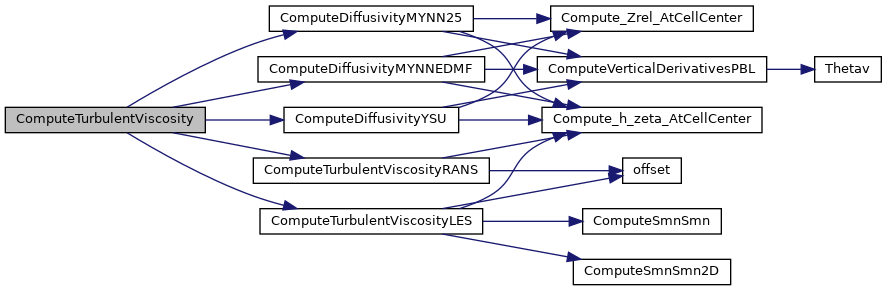 ComputeTurbulentViscosity
ComputeDiffusivityMYNN25
ComputeDiffusivityMYNNEDMF
ComputeDiffusivityYSU
ComputeTurbulentViscosityRANS
ComputeTurbulentViscosityLES
Compute_Zrel_AtCellCenter
ComputeVerticalDerivativesPBL
Compute_h_zeta_AtCellCenter
offset
ComputeSmnSmn
ComputeSmnSmn2D
Thetav